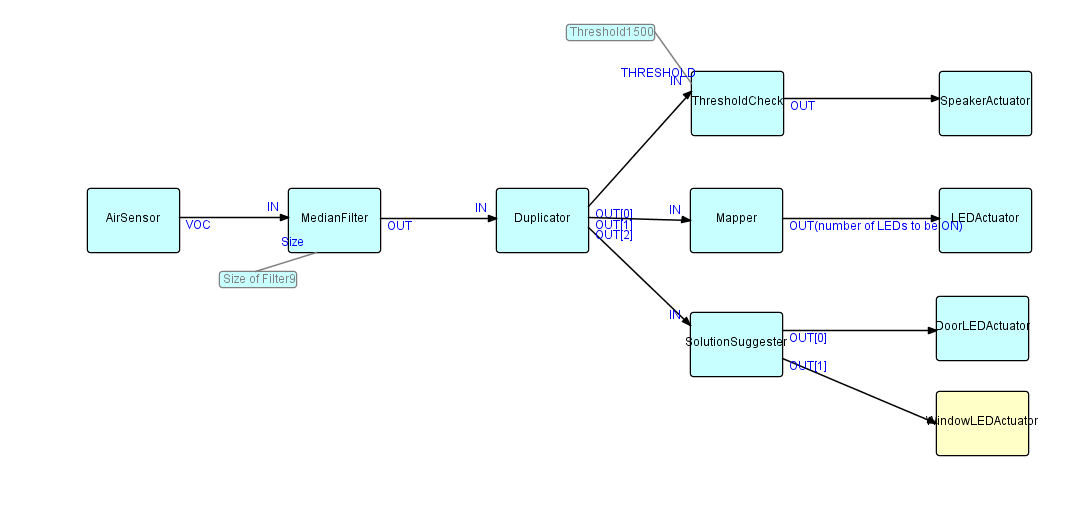 Threshold1500
THRESHOLD
IN
ThresholdCheck
OUT
SpeakerActuator
AirSensor
VOC
IN
MedianFilter
Size
Size of Filter9
OUT
IN
Duplicator
OUT[0]
OUT[1]
OUT[2]
IN
Mapper
OUT(number of LEDs to be ON)
LEDActuator
IN
SolutionSuggester
OUT[0]
OUT[1]
DoorLEDActuator
WindowLEDActuator